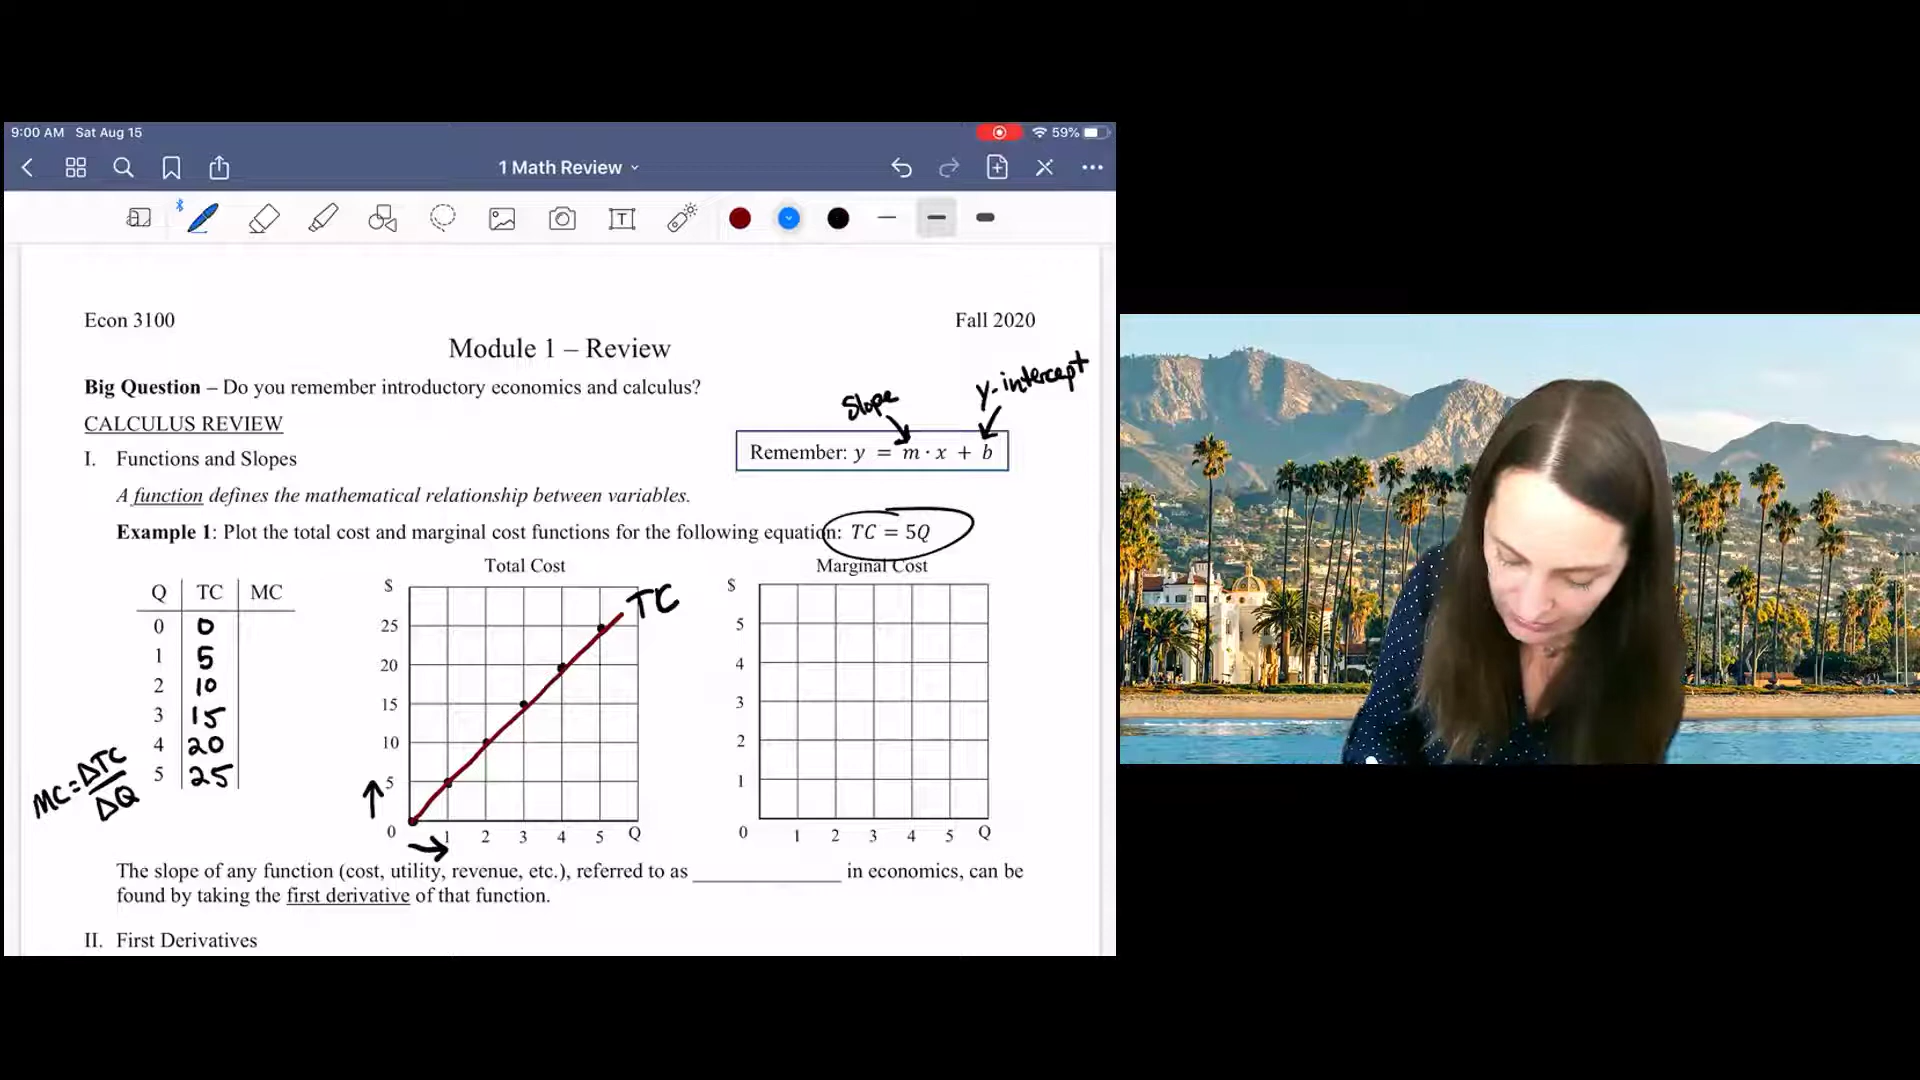 9:00 AM Sat Aug 15
59%
1 Math Review
T
Econ 3100
Fall 2020
Module 1 – Review
Big Question – Do you remember introductory economics and calculus?
slope
y-intercept
CALCULUS REVIEW
Remember: y = m · x + b
I. Functions and Slopes
A function defines the mathematical relationship between variables.
Example 1: Plot the total cost and marginal cost functions for the following equation: TC = 5Q
Total Cost
Marginal Cost
Q TC MC
0 0
1 5
2 10
3 15
4 20
5 25
MC = ΔTC
ΔQ
$
TC
25
20
15
10
5
0 1 2 3 4 5 Q
$
5
4
3
2
1
0 1 2 3 4 5 Q
The slope of any function (cost, utility, revenue, etc.), referred to as ______________ in economics, can be
found by taking the first derivative of that function.
II. First Derivatives